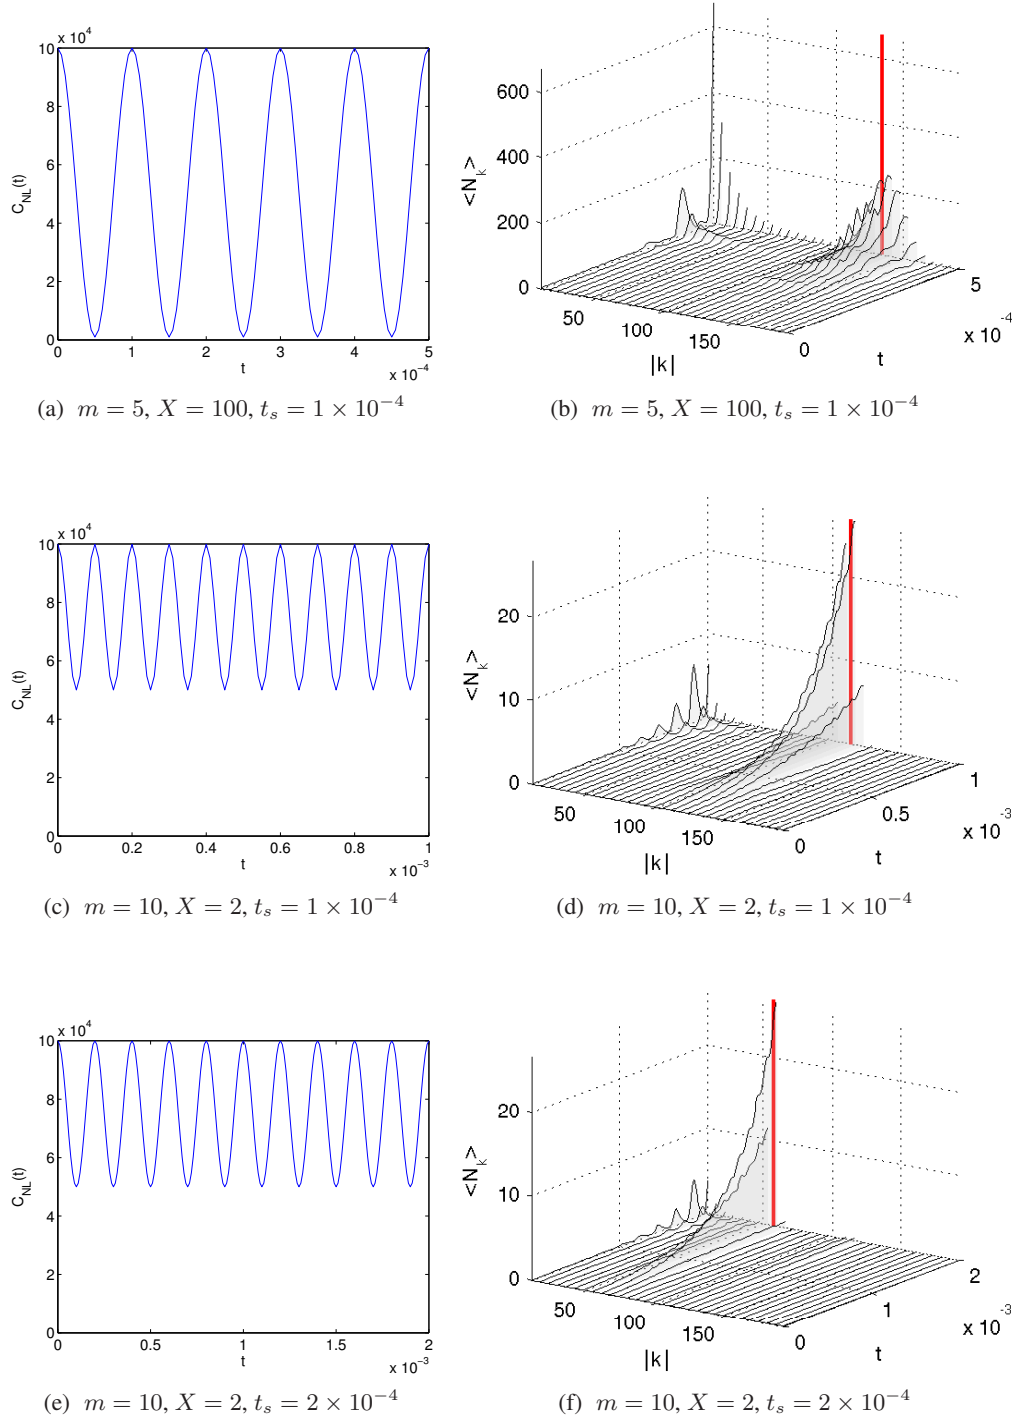 x 10⁴
10
8
6
4
2
0
C_NL(t)
0 1 2 3 4 5
t
x 10⁻⁴
(a) m = 5, X = 100, t_s = 1 × 10⁻⁴
600
400
200
0
<N_k>
50 100 150
|k|
0 5
t
x 10⁻⁴
(b) m = 5, X = 100, t_s = 1 × 10⁻⁴
x 10⁴
10
8
6
4
2
0
C_NL(t)
0 0.2 0.4 0.6 0.8 1
t
x 10⁻³
(c) m = 10, X = 2, t_s = 1 × 10⁻⁴
20
10
0
<N_k>
50 100 150
|k|
0 0.5 1
t
x 10⁻³
(d) m = 10, X = 2, t_s = 1 × 10⁻⁴
x 10⁴
10
8
6
4
2
0
C_NL(t)
0 0.5 1 1.5 2
t
x 10⁻³
(e) m = 10, X = 2, t_s = 2 × 10⁻⁴
20
10
0
<N_k>
50 100 150
|k|
0 1 2
t
x 10⁻³
(f) m = 10, X = 2, t_s = 2 × 10⁻⁴